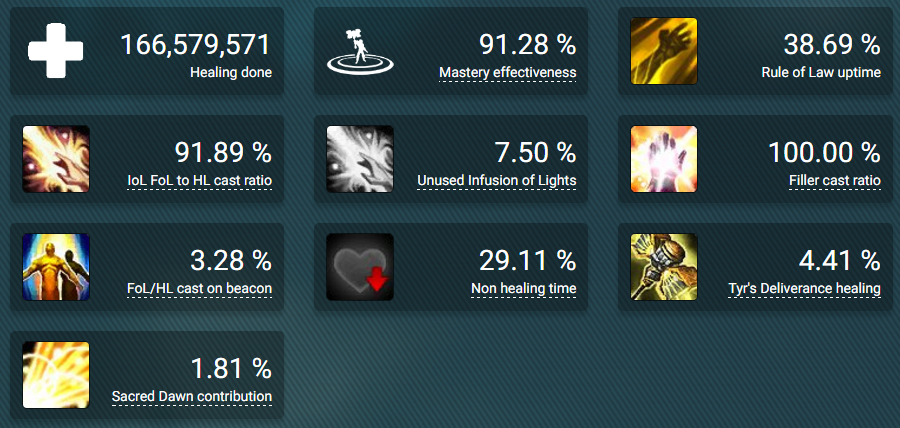 166,579,571
Healing done
91.28 %
Mastery effectiveness
38.69 %
Rule of Law uptime
91.89 %
IoL FoL to HL cast ratio
7.50 %
Unused Infusion of Lights
100.00 %
Filler cast ratio
3.28 %
FoL/HL cast on beacon
29.11 %
Non healing time
4.41 %
Tyr's Deliverance healing
1.81 %
Sacred Dawn contribution